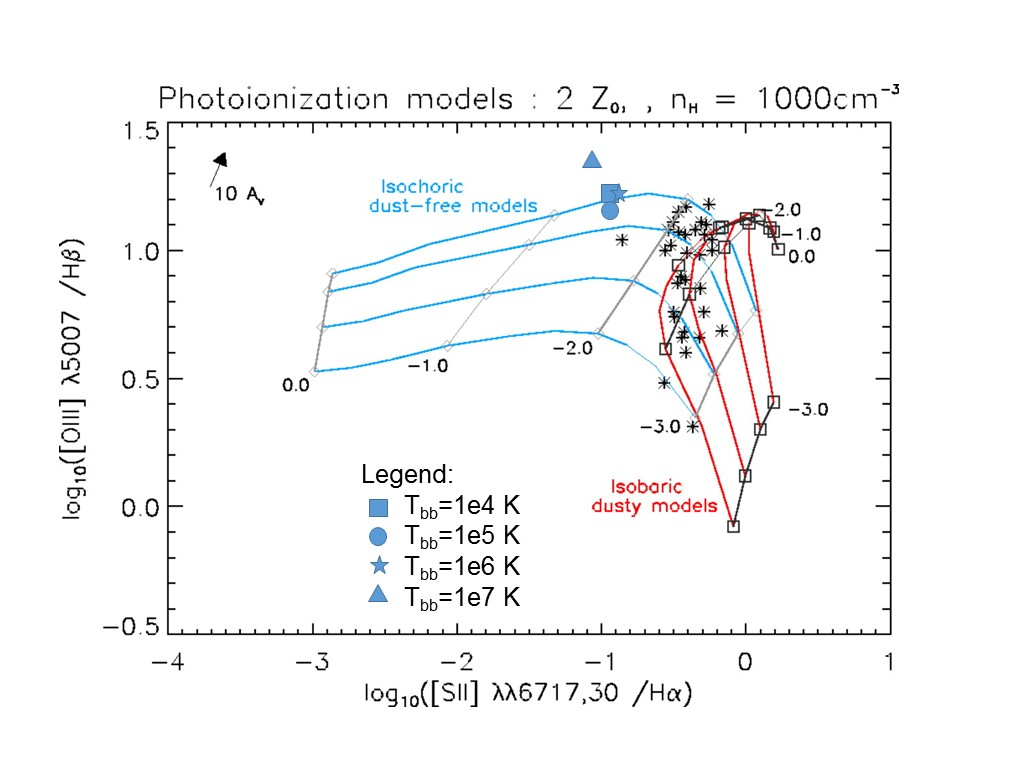 Photoionization models : 2 Z⊙, , n_H = 1000cm⁻³
1.5
1.0
0.5
0.0
−0.5
log₁₀([OIII] λ5007 /Hβ)
10 Aᵥ
Isochoric
dust−free models
0.0
−1.0
−2.0
−3.0
−2.0
−1.0
0.0
−3.0
Isobaric
dusty models
Legend:
T_bb=1e4 K
T_bb=1e5 K
T_bb=1e6 K
T_bb=1e7 K
−4 −3 −2 −1 0 1
log₁₀([SII] λλ6717,30 /Hα)